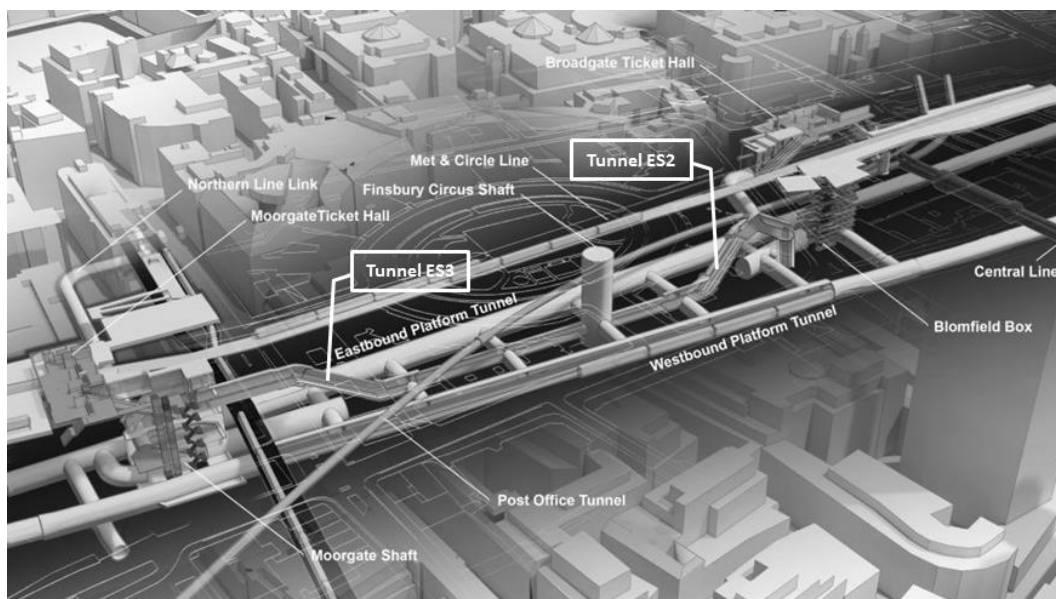 Broadgate Ticket Hall
Met & Circle Line
Tunnel ES2
Northern Line Link
Finsbury Circus Shaft
MoorgateTicket Hall
Tunnel ES3
Central Line
Eastbound Platform Tunnel
Blomfield Box
Westbound Platform Tunnel
Post Office Tunnel
Moorgate Shaft